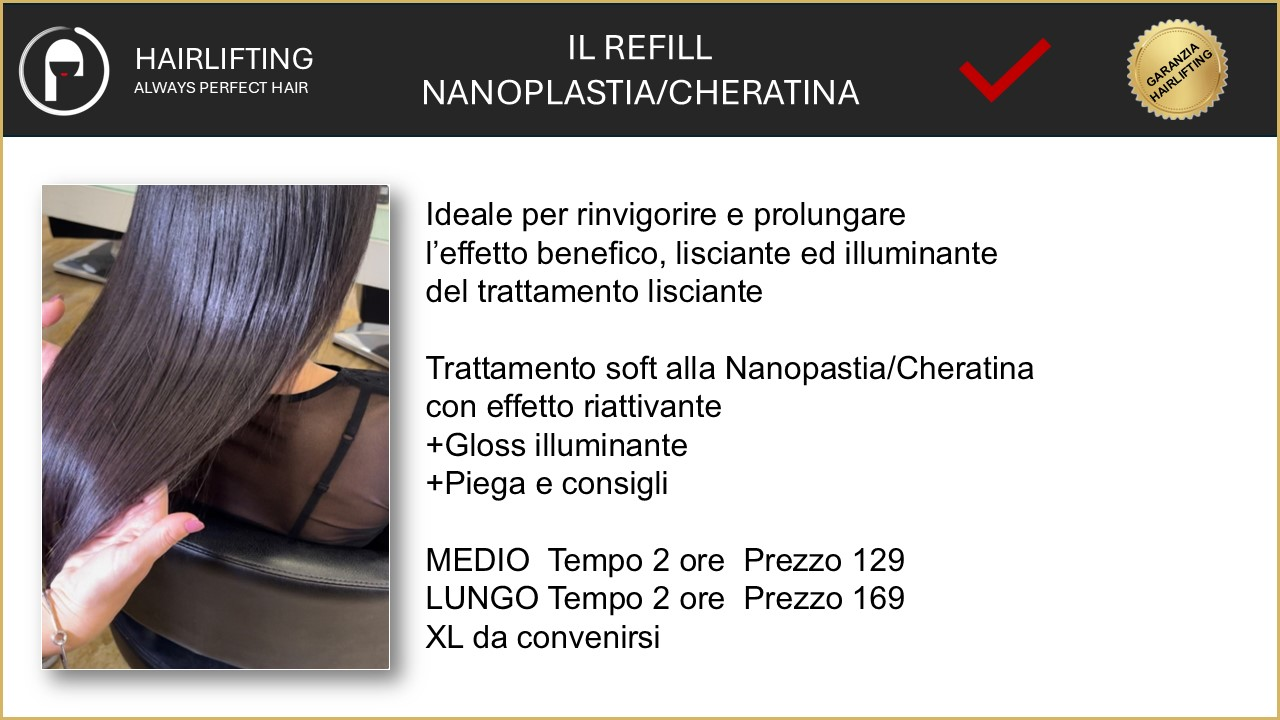 HAIRLIFTING
ALWAYS PERFECT HAIR
IL REFILL
NANOPLASTIA/CHERATINA
GARANZIA
HAIRLIFTING
Ideale per rinvigorire e prolungare
l’effetto benefico, lisciante ed illuminante
del trattamento lisciante
Trattamento soft alla Nanopastia/Cheratina
con effetto riattivante
+Gloss illuminante
+Piega e consigli
MEDIO  Tempo 2 ore  Prezzo 129
LUNGO Tempo 2 ore  Prezzo 169
XL da convenirsi